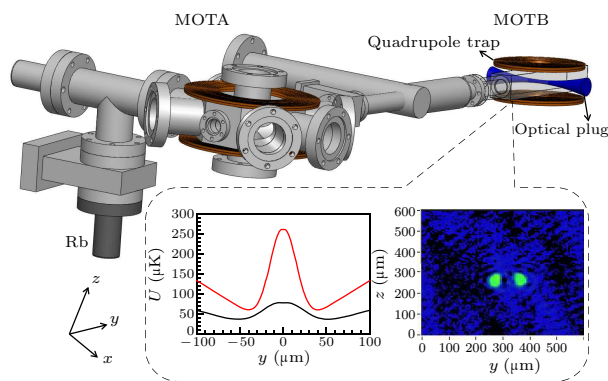 MOTA
MOTB
Quadrupole trap
Optical plug
Rb
z
y
x
300
250
200
150
100
50
0
U (μK)
−100 −50 0 50 100
y (μm)
600
500
400
300
200
100
0
z (μm)
0 100 200 300 400 500
y (μm)